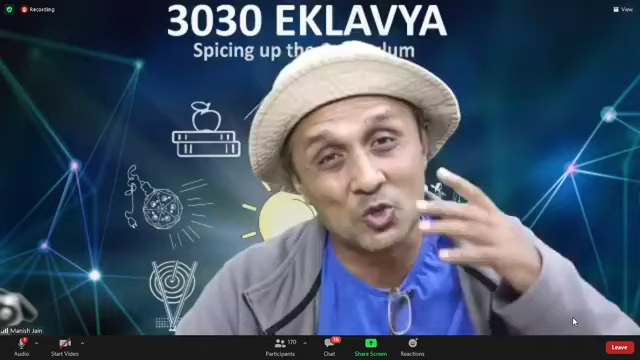 Recording
View
3030 EKLAVYA
Spicing up the
Manish Jain
Audio
Start Video
170
Participants
Chat
Share Screen
Reactions
Leave